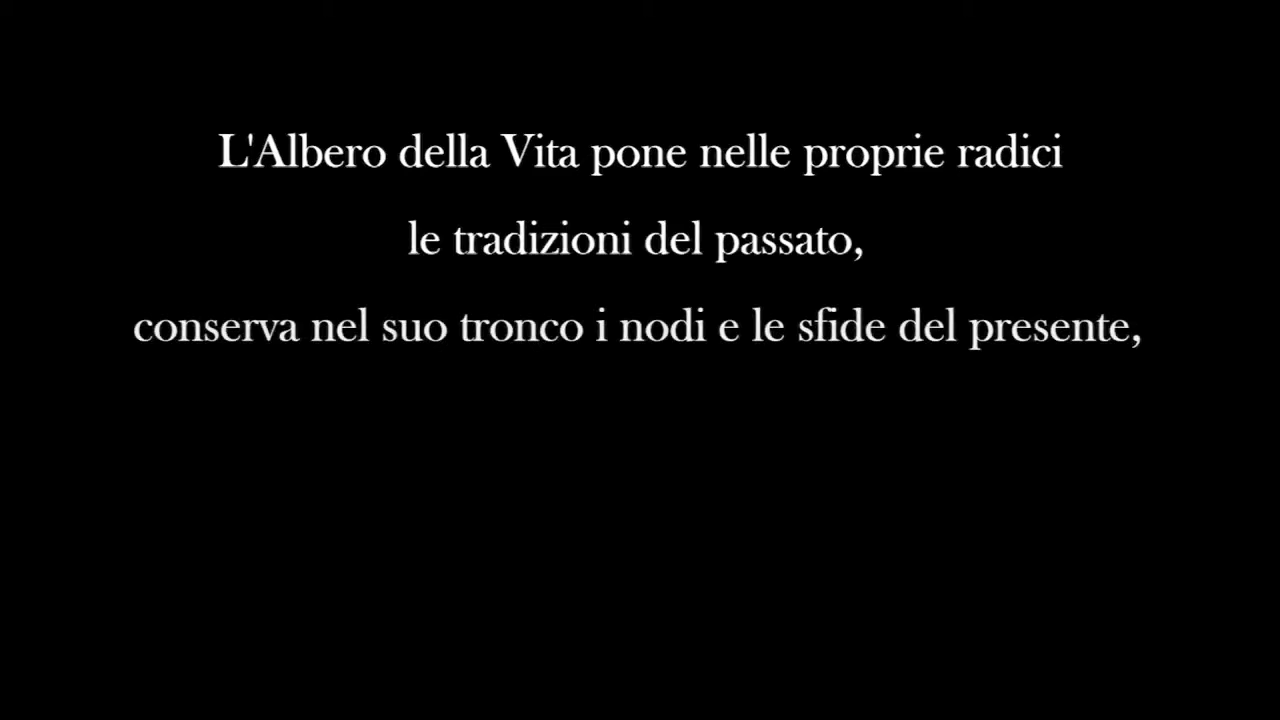 L'Albero della Vita pone nelle proprie radici
le tradizioni del passato,
conserva nel suo tronco i nodi e le sfide del presente,